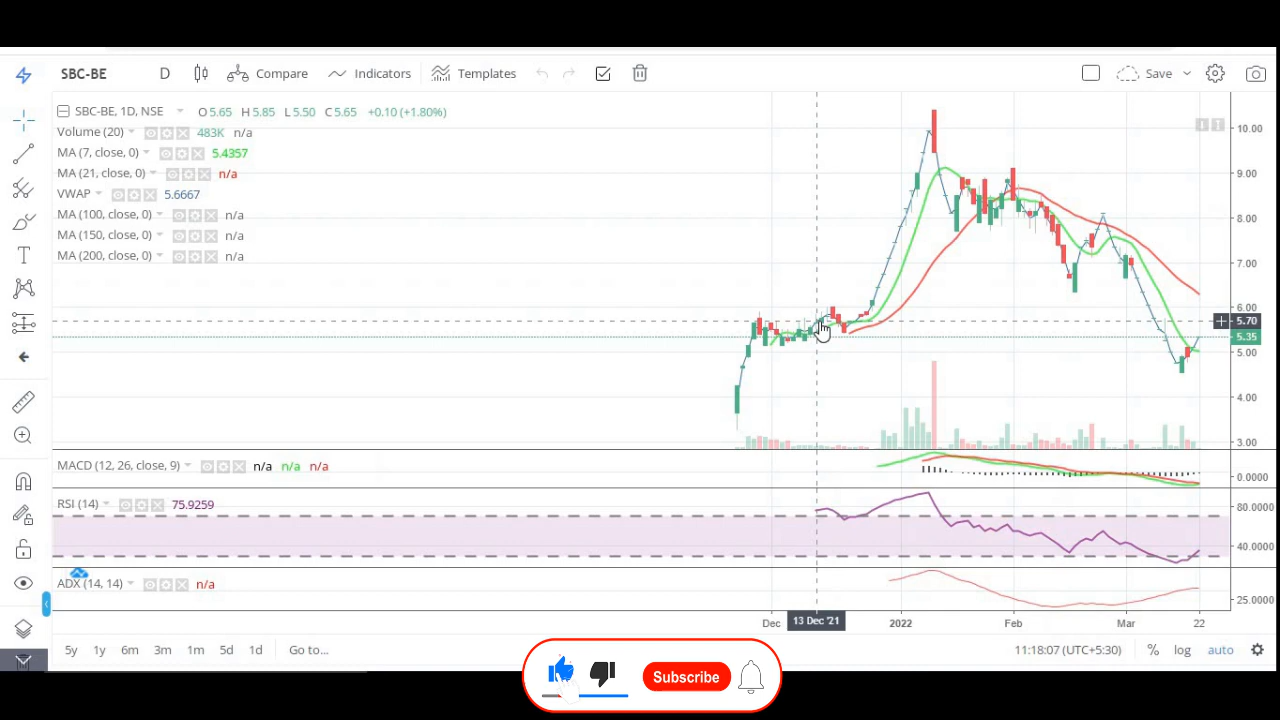 SBC-BE D Compare Indicators Templates Save
SBC-BE, 1D, NSE O5.65 H5.85 L5.50 C5.65 +0.10 (+1.80%)
Volume (20) 483K n/a
MA (7, close, 0) 5.4357
MA (21, close, 0) n/a
VWAP 5.6667
MA (100, close, 0) n/a
MA (150, close, 0) n/a
MA (200, close, 0) n/a
10.00
9.00
8.00
7.00
6.00
5.70
5.35
5.00
4.00
3.00
MACD (12, 26, close, 9) n/a n/a n/a
0.0000
RSI (14) 75.9259
80.0000
40.0000
ADX (14, 14) n/a
25.0000
Dec 13 Dec '21 2022 Feb Mar 22
5y 1y 6m 3m 1m 5d 1d Go to... 11:18:07 (UTC+5:30) % log auto
Subscribe